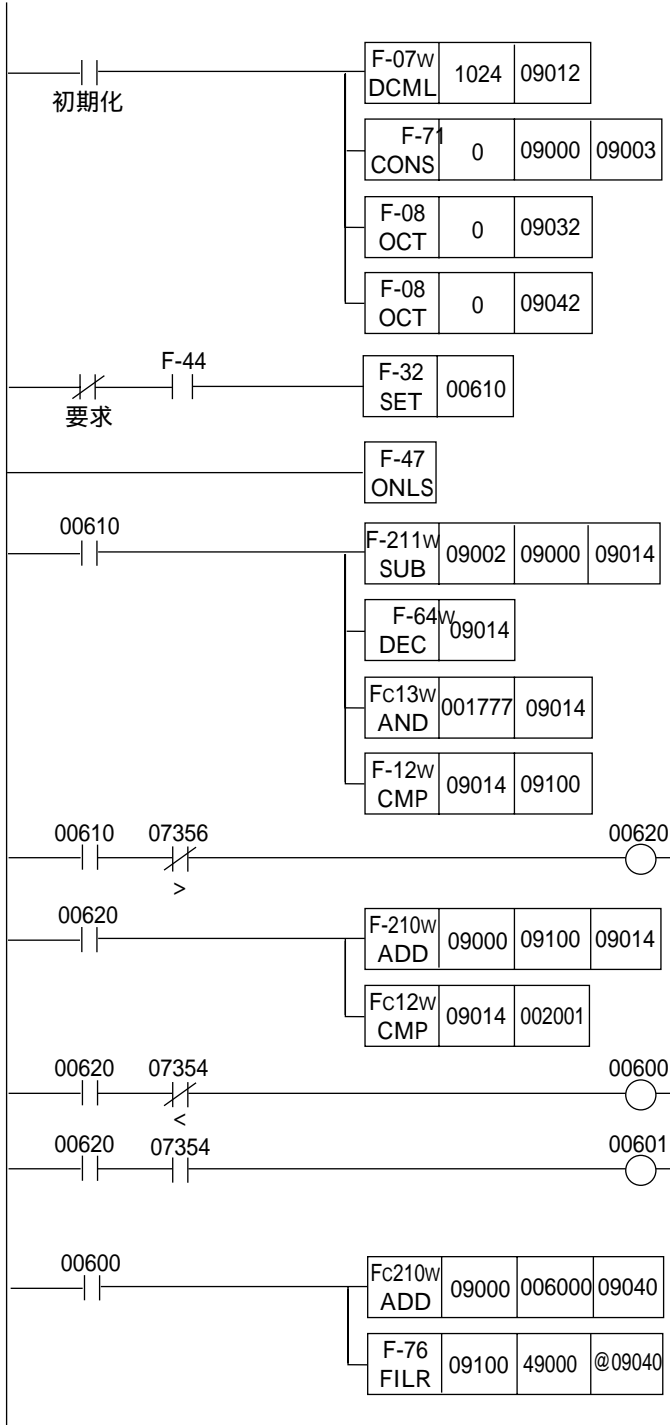 F-07w
DCML 1024 09012
初期化
F-71
CONS 0 09000 09003
F-08
OCT 0 09032
F-08
OCT 0 09042
F-44
要求
F-32
SET 00610
F-47
ONLS
00610
F-211w
SUB 09002 09000 09014
F-64w
DEC 09014
Fc13w
AND 001777 09014
F-12w
CMP 09014 09100
00610 07356 00620
>
00620
F-210w
ADD 09000 09100 09014
Fc12w
CMP 09014 002001
00620 07354 00600
<
00620 07354 00601
00600
Fc210w
ADD 09000 006000 09040
F-76
FILR 09100 49000 @09040